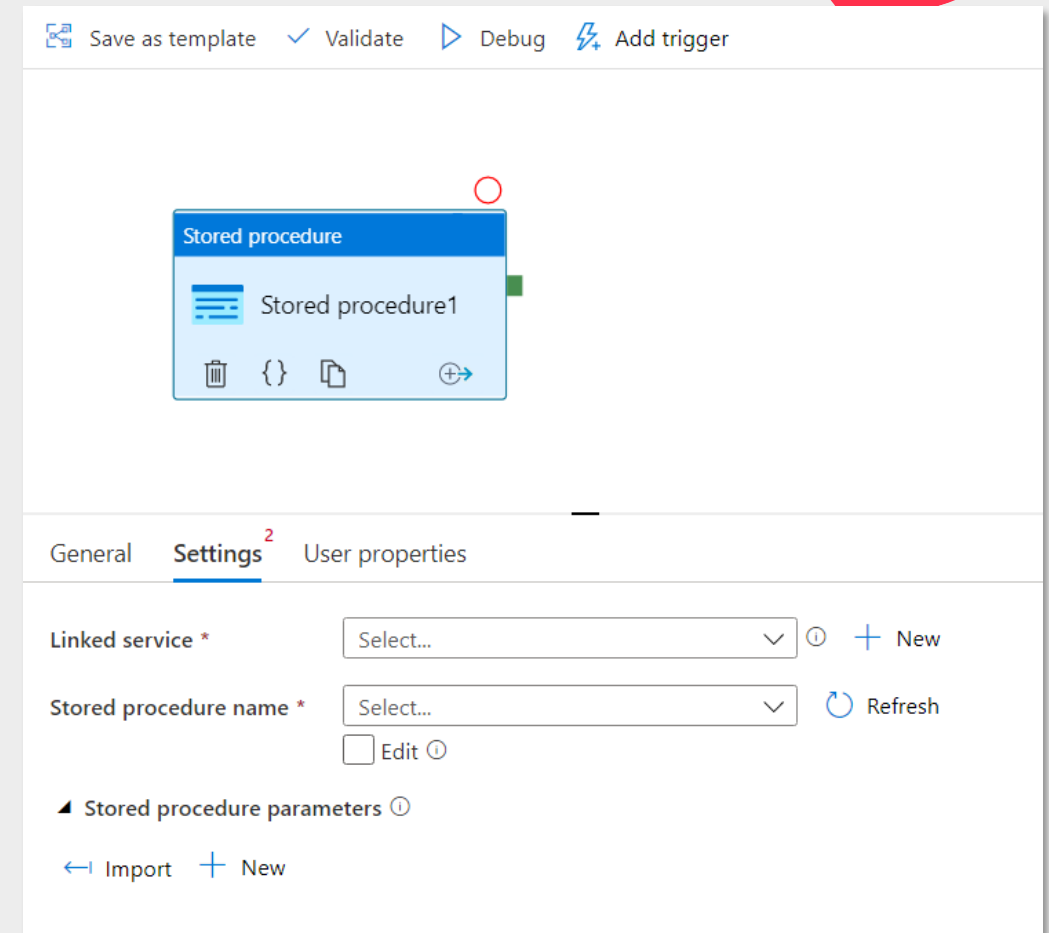 Save as template Validate Debug Add trigger
Stored procedure
Stored procedure1
{}
General Settings 2 User properties
Linked service * Select... New
Stored procedure name * Select... Refresh
Edit
Stored procedure parameters
Import New